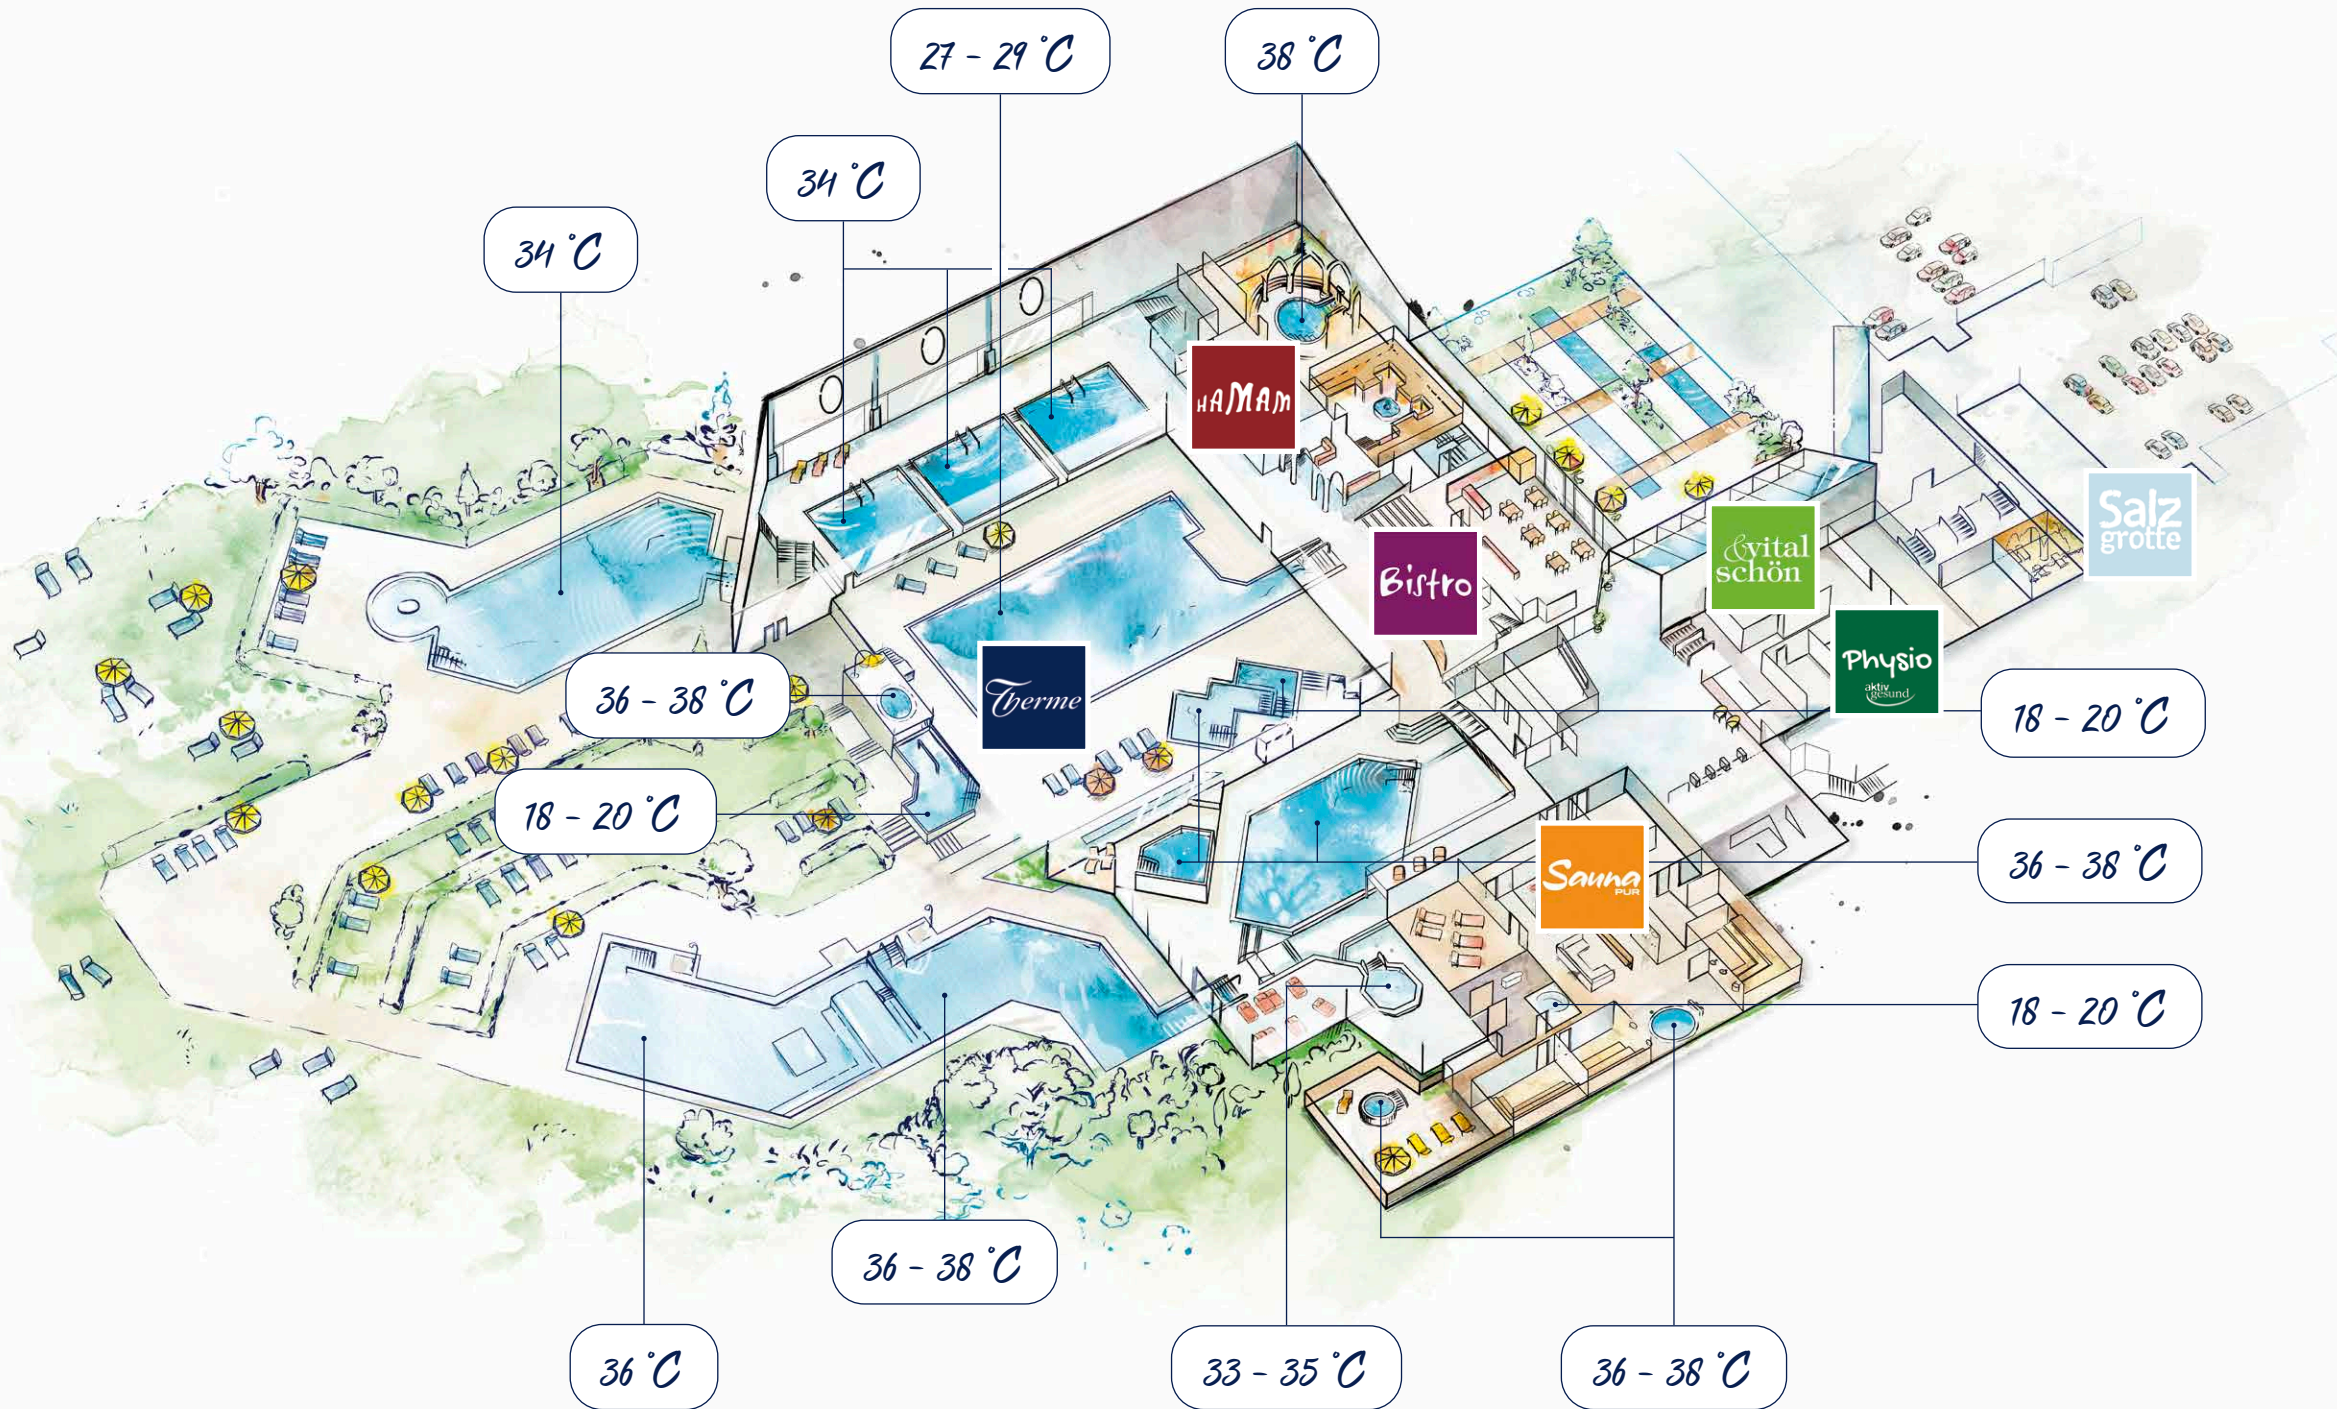 27 - 29 °C
38 °C
34 °C
34 °C
HAMAM
Salz
grotte
&vital
schön
Bistro
Physio
aktiv
gesund
Therme
36 - 38 °C
18 - 20 °C
18 - 20 °C
36 - 38 °C
Sauna
PUR
18 - 20 °C
36 - 38 °C
36 °C
33 - 35 °C
36 - 38 °C